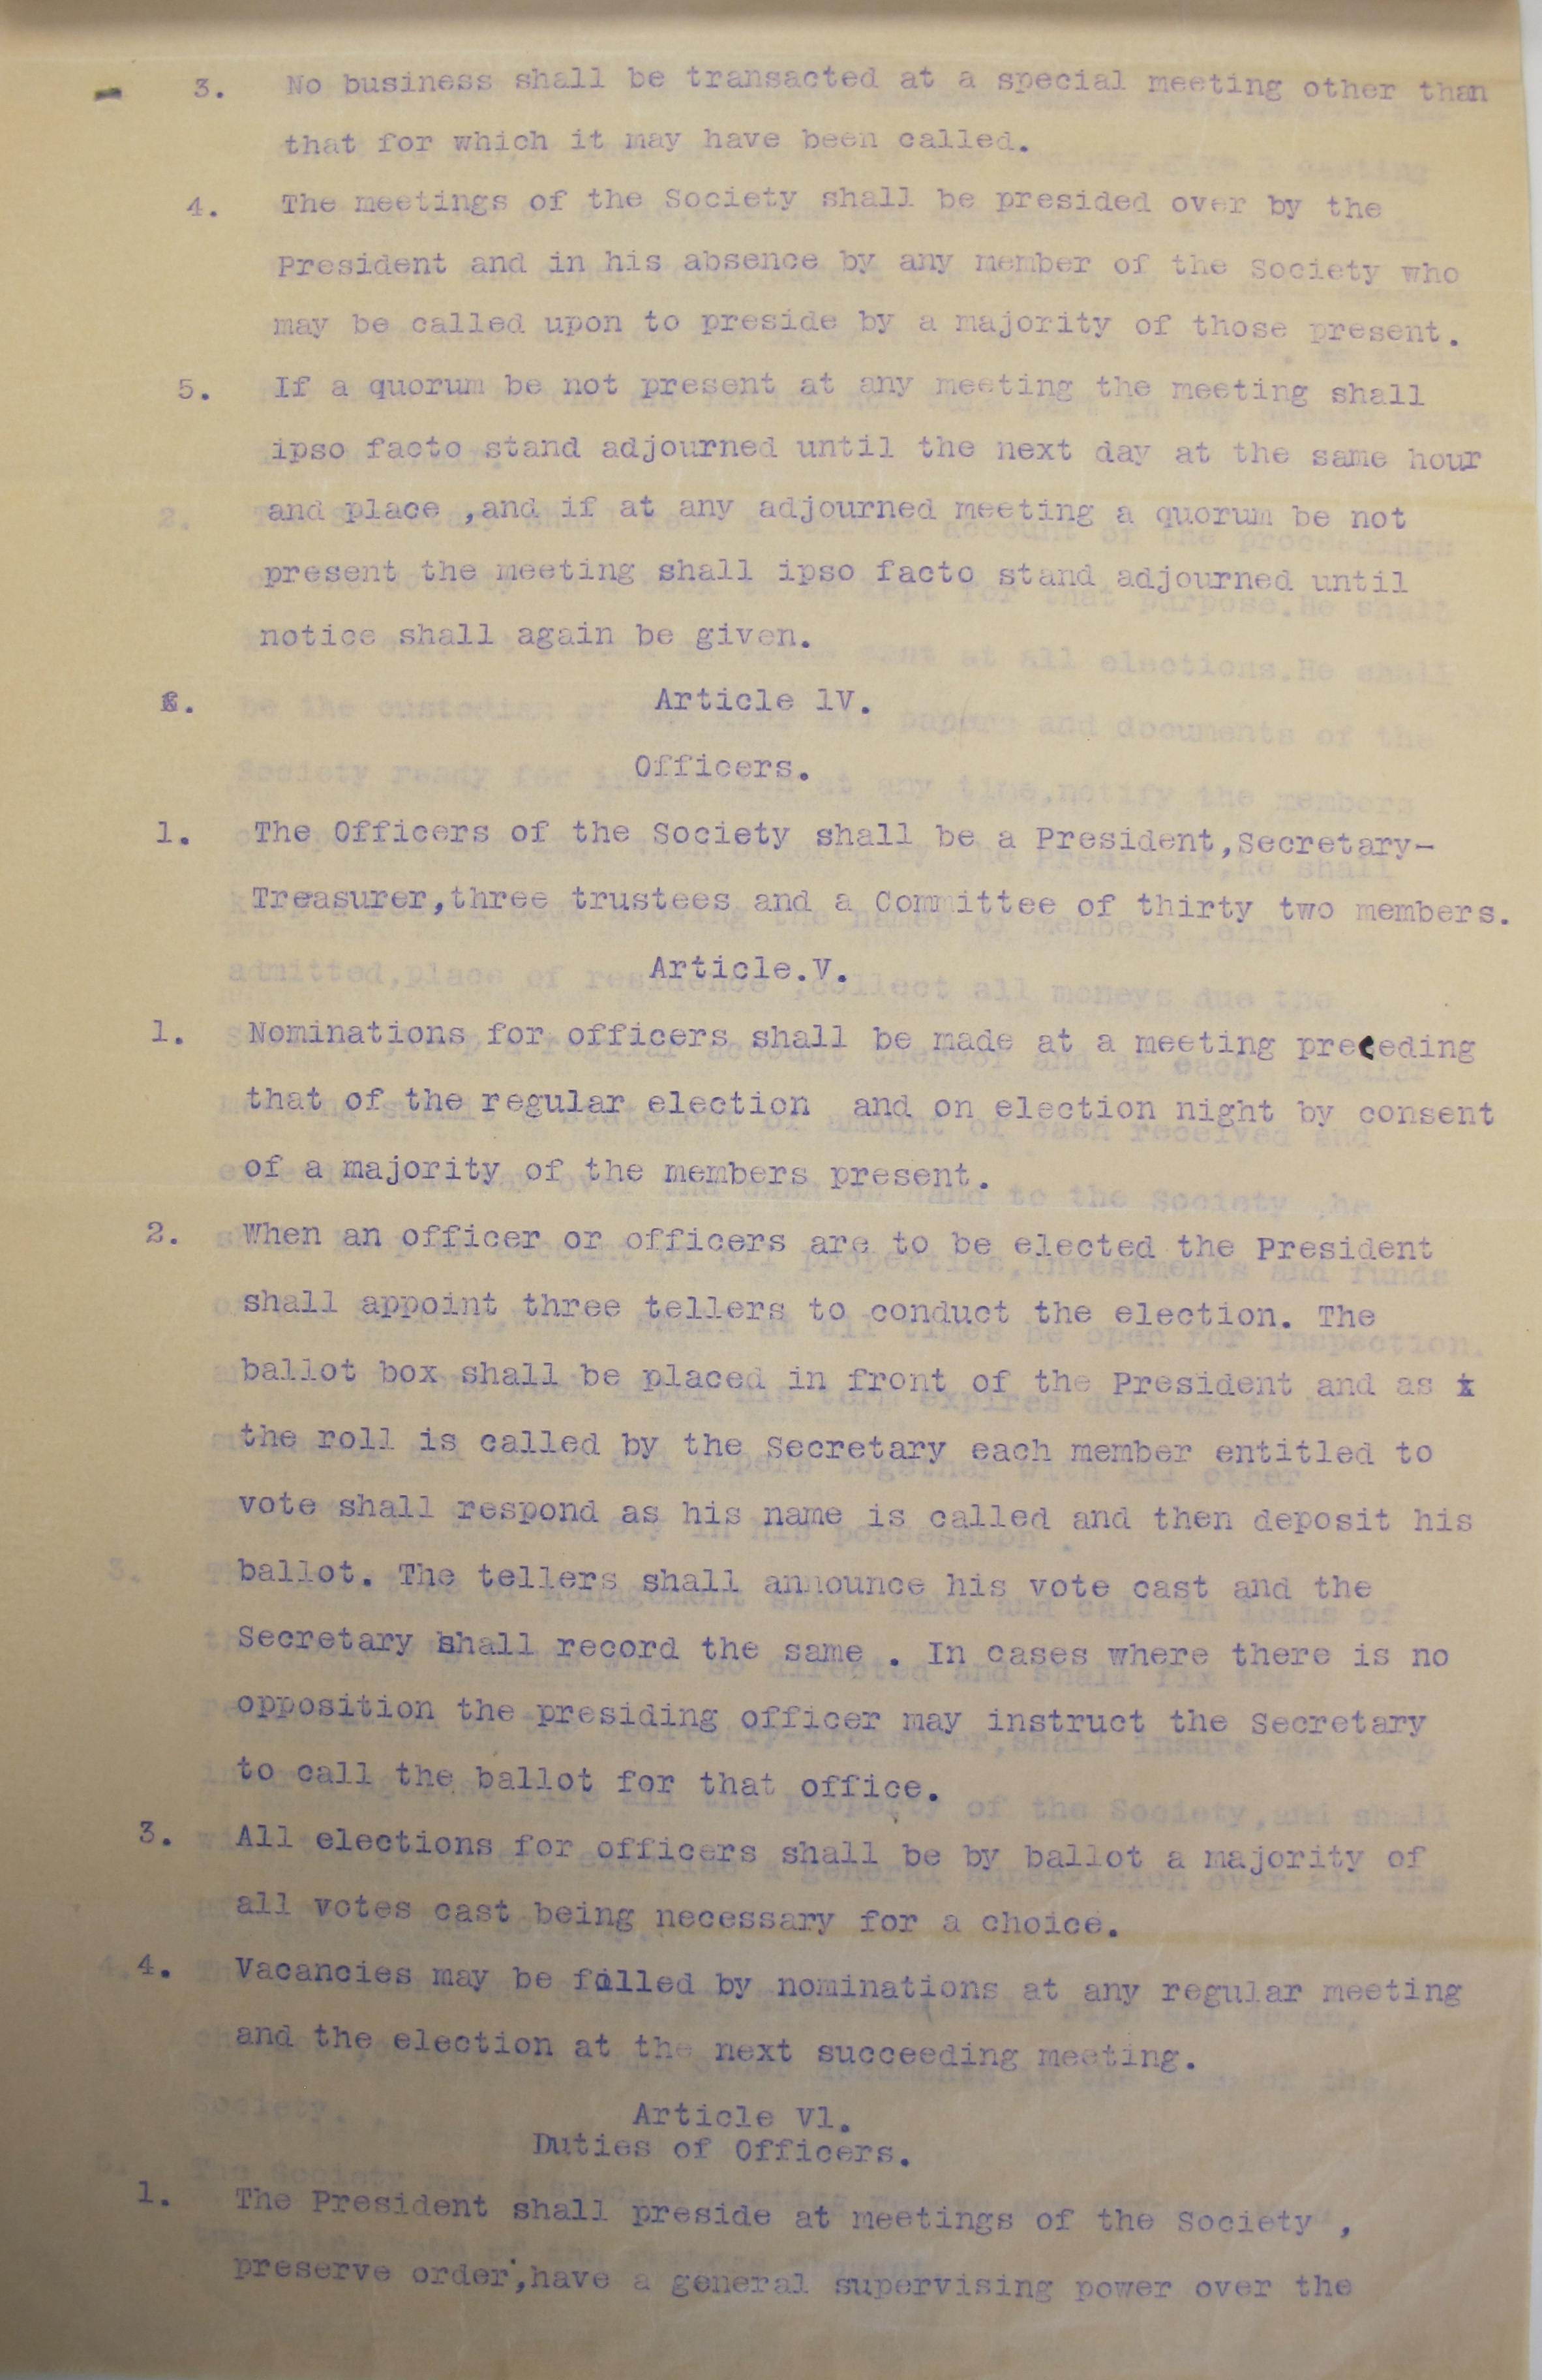 3. No business shall be transacted at a special meeting other than
that for which it may have been called.
4. The meetings of the Society shall be presided over by the
President and in his absence by any member of the Society who
may be called upon to preside by a majority of those present.
5. If a quorum be not present at any meeting the meeting shall
ipso facto stand adjourned until the next day at the same hour
and place ,and if at any adjourned meeting a quorum be not
present the meeting shall ipso facto stand adjourned until
notice shall again be given.
Article lV.
Officers.
1. The Officers of the Society shall be a President,Secretary-
Treasurer,three trustees and a Committee of thirty two members.
Article.V.
1. Nominations for officers shall be made at a meeting preceding
that of the regular election and on election night by consent
of a majority of the members present.
2. When an officer or officers are to be elected the President
shall appoint three tellers to conduct the election. The
ballot box shall be placed in front of the President and as
the roll is called by the Secretary each member entitled to
vote shall respond as his name is called and then deposit his
ballot. The tellers shall announce his vote cast and the
Secretary shall record the same . In cases where there is no
opposition the presiding officer may instruct the Secretary
to call the ballot for that office.
3. All elections for officers shall be by ballot a majority of
all votes cast being necessary for a choice.
4. Vacancies may be filled by nominations at any regular meeting
and the election at the next succeeding meeting.
Article Vl.
Duties of Officers.
1. The President shall preside at meetings of the Society ,
preserve order,have a general supervising power over the